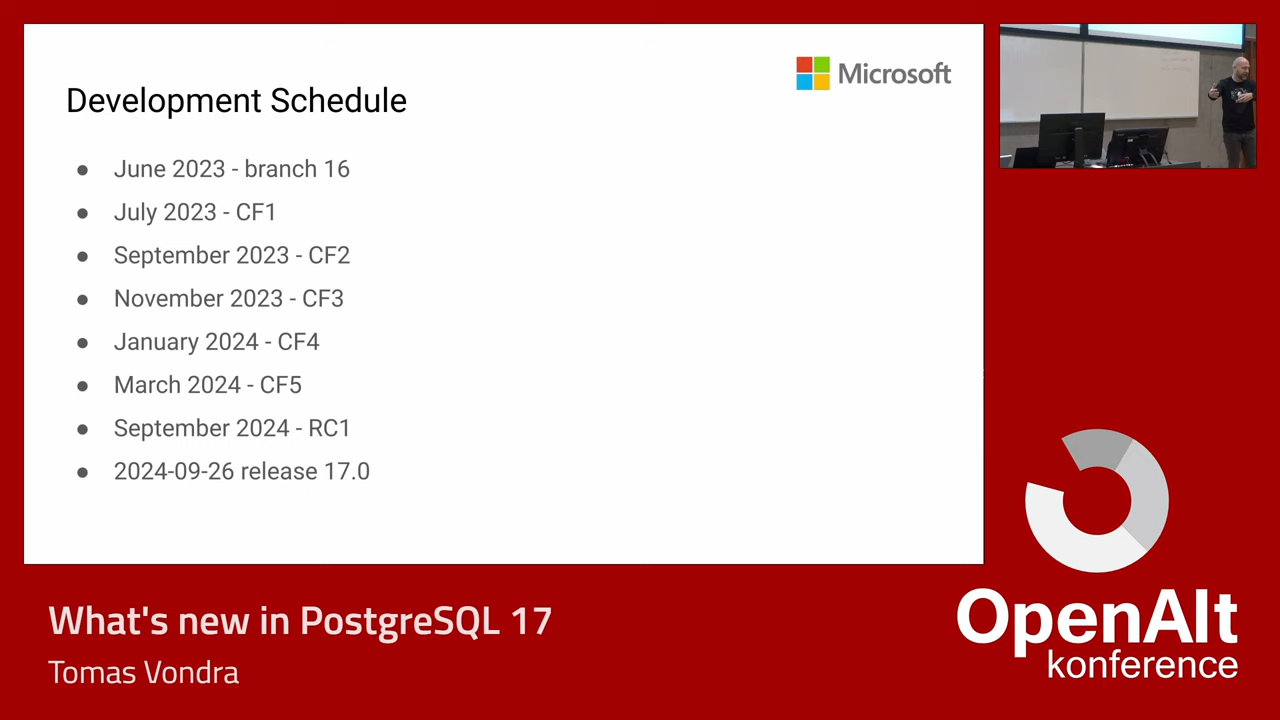 Microsoft
Development Schedule
● June 2023 - branch 16
● July 2023 - CF1
● September 2023 - CF2
● November 2023 - CF3
● January 2024 - CF4
● March 2024 - CF5
● September 2024 - RC1
● 2024-09-26 release 17.0
What's new in PostgreSQL 17
Tomas Vondra
OpenAlt
konference